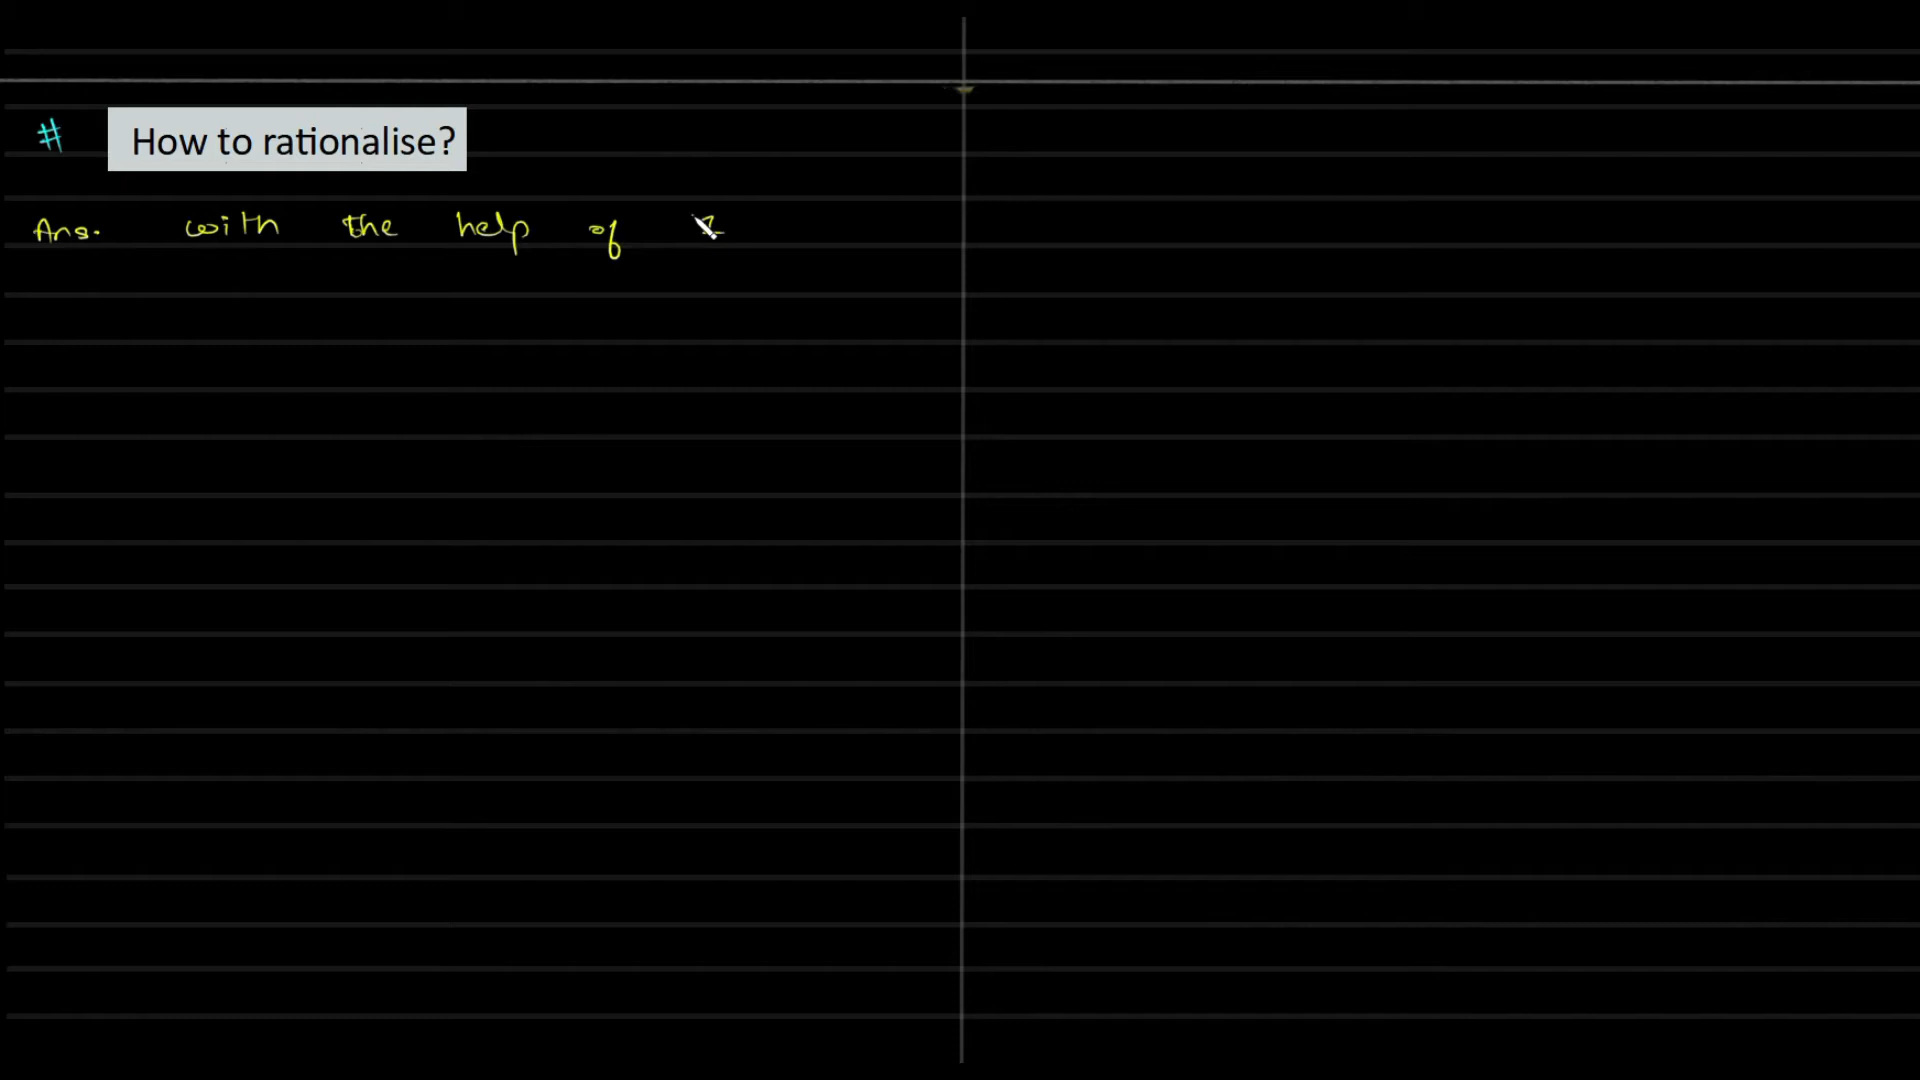 # How to rationalise?
Ans. with the help of